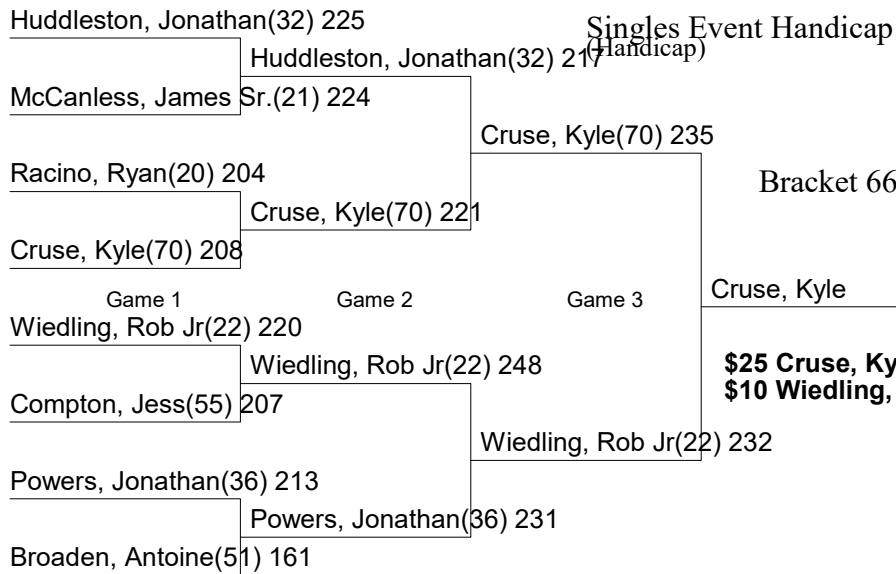 Huddleston, Jonathan(32) 225
Singles Event Handicap
(Handicap)
Huddleston, Jonathan(32) 217
McCanless, James Sr.(21) 224
Cruse, Kyle(70) 235
Racino, Ryan(20) 204
Bracket 66
Cruse, Kyle(70) 221
Cruse, Kyle(70) 208
Game 1
Game 2
Game 3
Cruse, Kyle
Wiedling, Rob Jr(22) 220
Wiedling, Rob Jr(22) 248
$25 Cruse, Ky
$10 Wiedling,
Compton, Jess(55) 207
Wiedling, Rob Jr(22) 232
Powers, Jonathan(36) 213
Powers, Jonathan(36) 231
Broaden, Antoine(51) 161